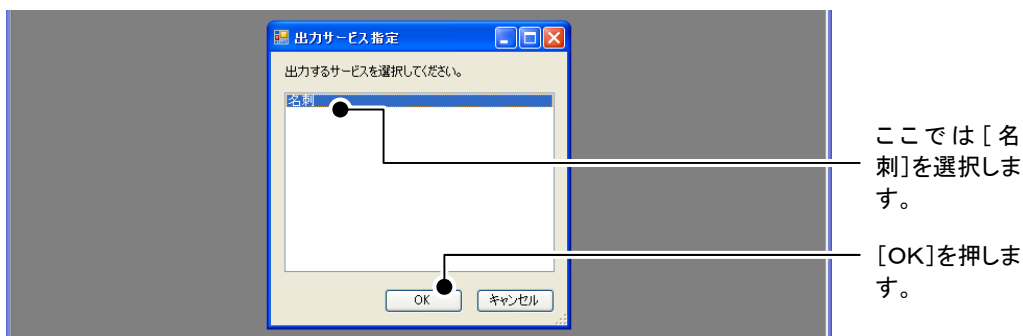 出力サービス指定
出力するサービスを選択してください。
名刺
OK
キャンセル
ここでは[名
刺]を選択しま
す。
[OK]を押しま
す。